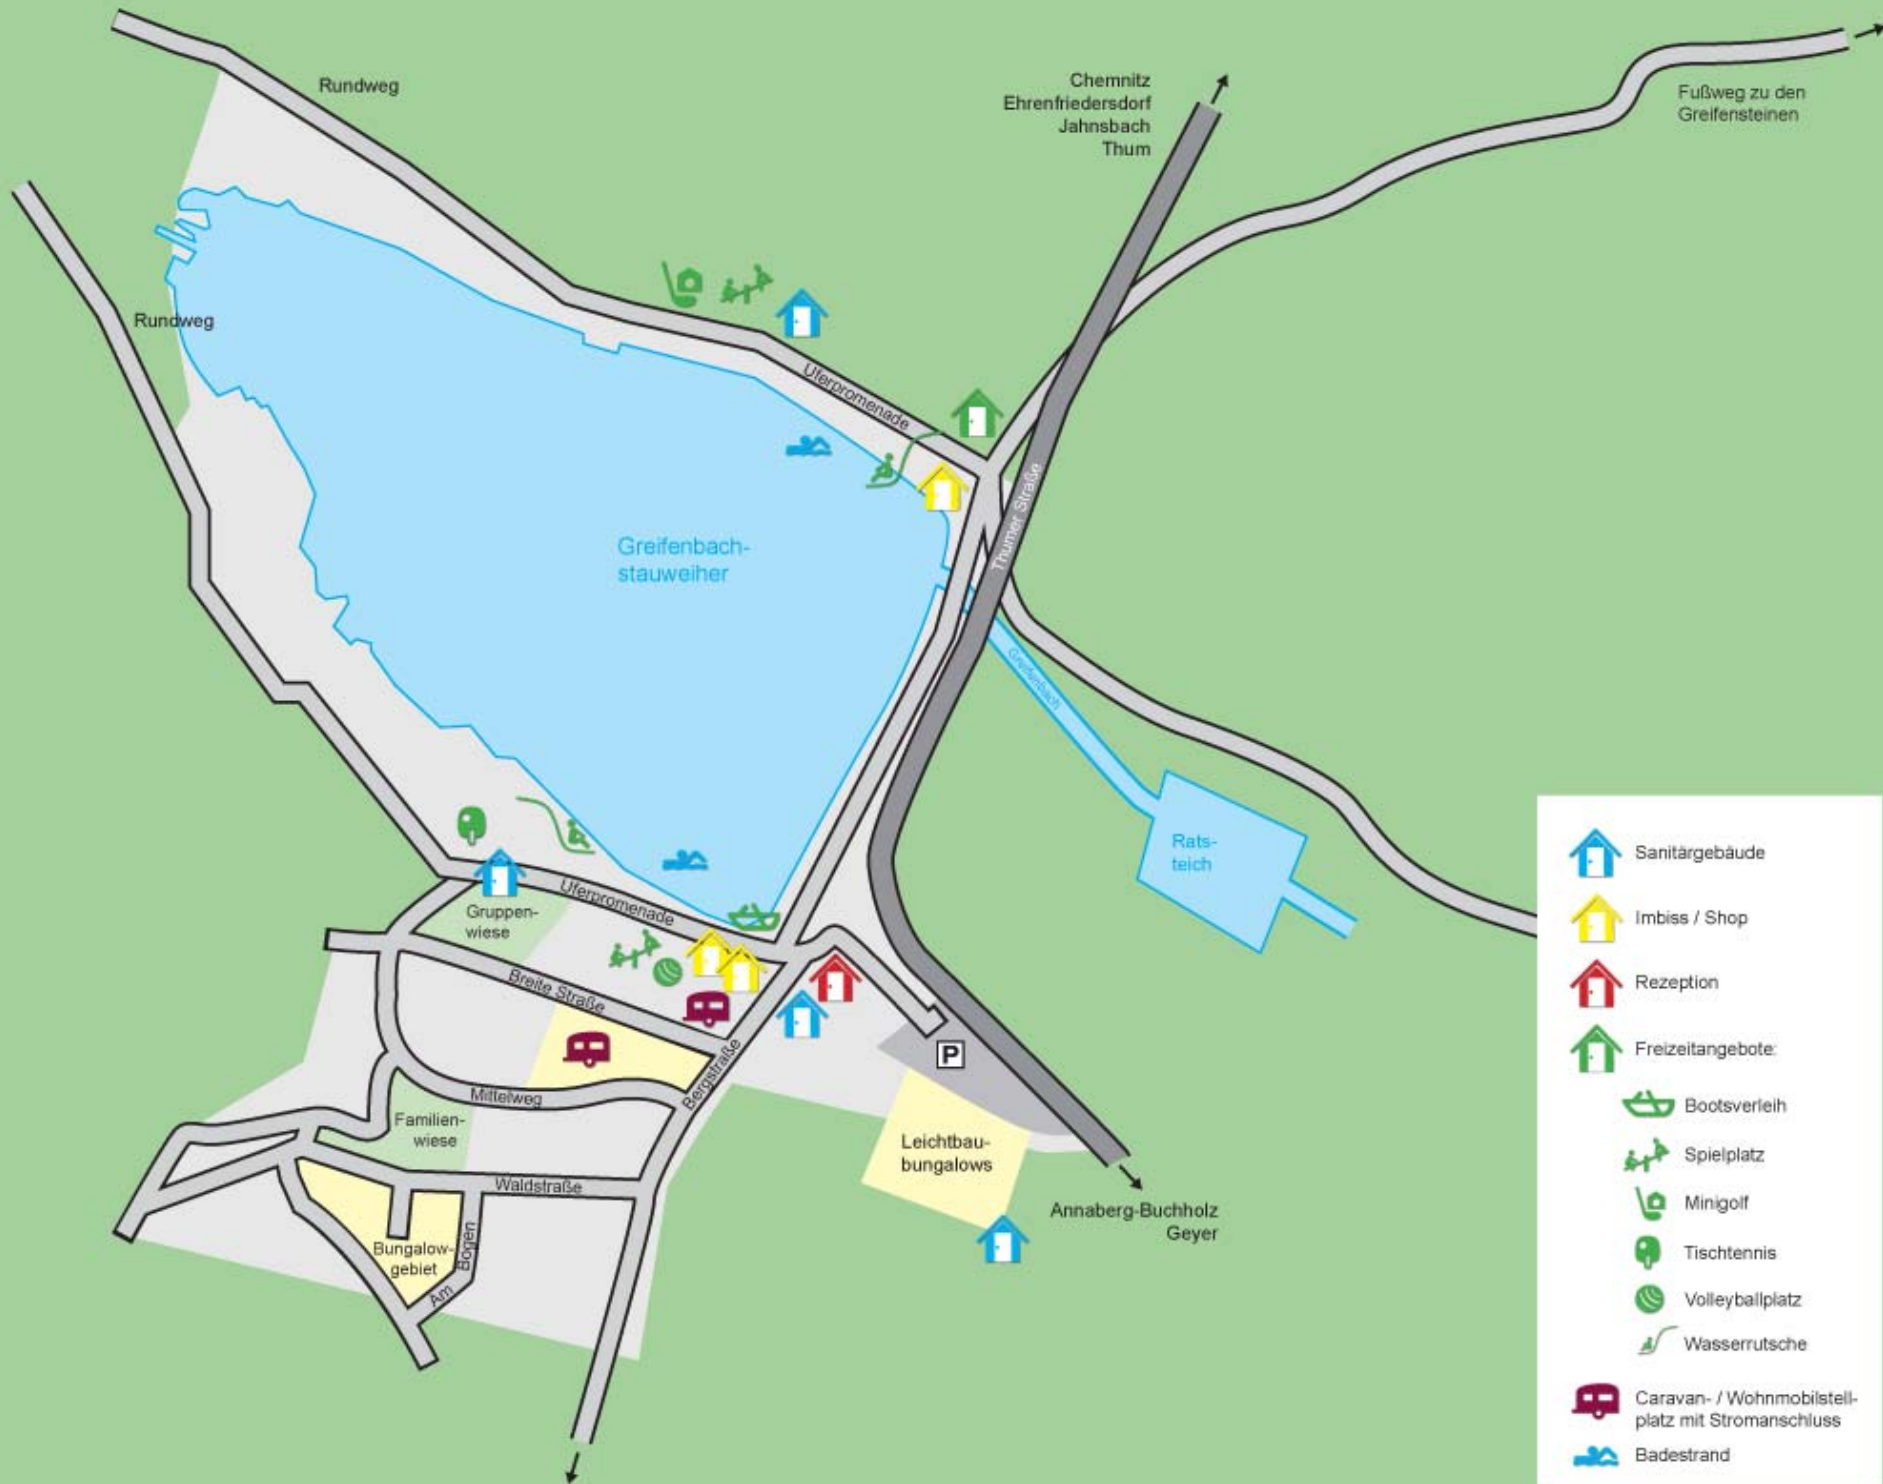 Rundweg
Chemnitz
Ehrenfriedersdorf
Jahnsbach
Thum
Fußweg zu den
Greifensteinen
Rundweg
Uferpromenade
Thumer Straße
Greifenbach-
stauweiher
Greifenbach
Rats-
teich
Uferpromenade
Gruppen-
wiese
Breite Straße
Bergstraße
P
Mittelweg
Familien-
wiese
Leichtbau-
bungalows
Waldstraße
Annaberg-Buchholz
Geyer
Bungalow-
gebiet
Am Bogen
Sanitärgebäude
Imbiss / Shop
Rezeption
Freizeitangebote:
Bootsverleih
Spielplatz
Minigolf
Tischtennis
Volleyballplatz
Wasserrutsche
Caravan- / Wohnmobilstell-
platz mit Stromanschluss
Badestrand